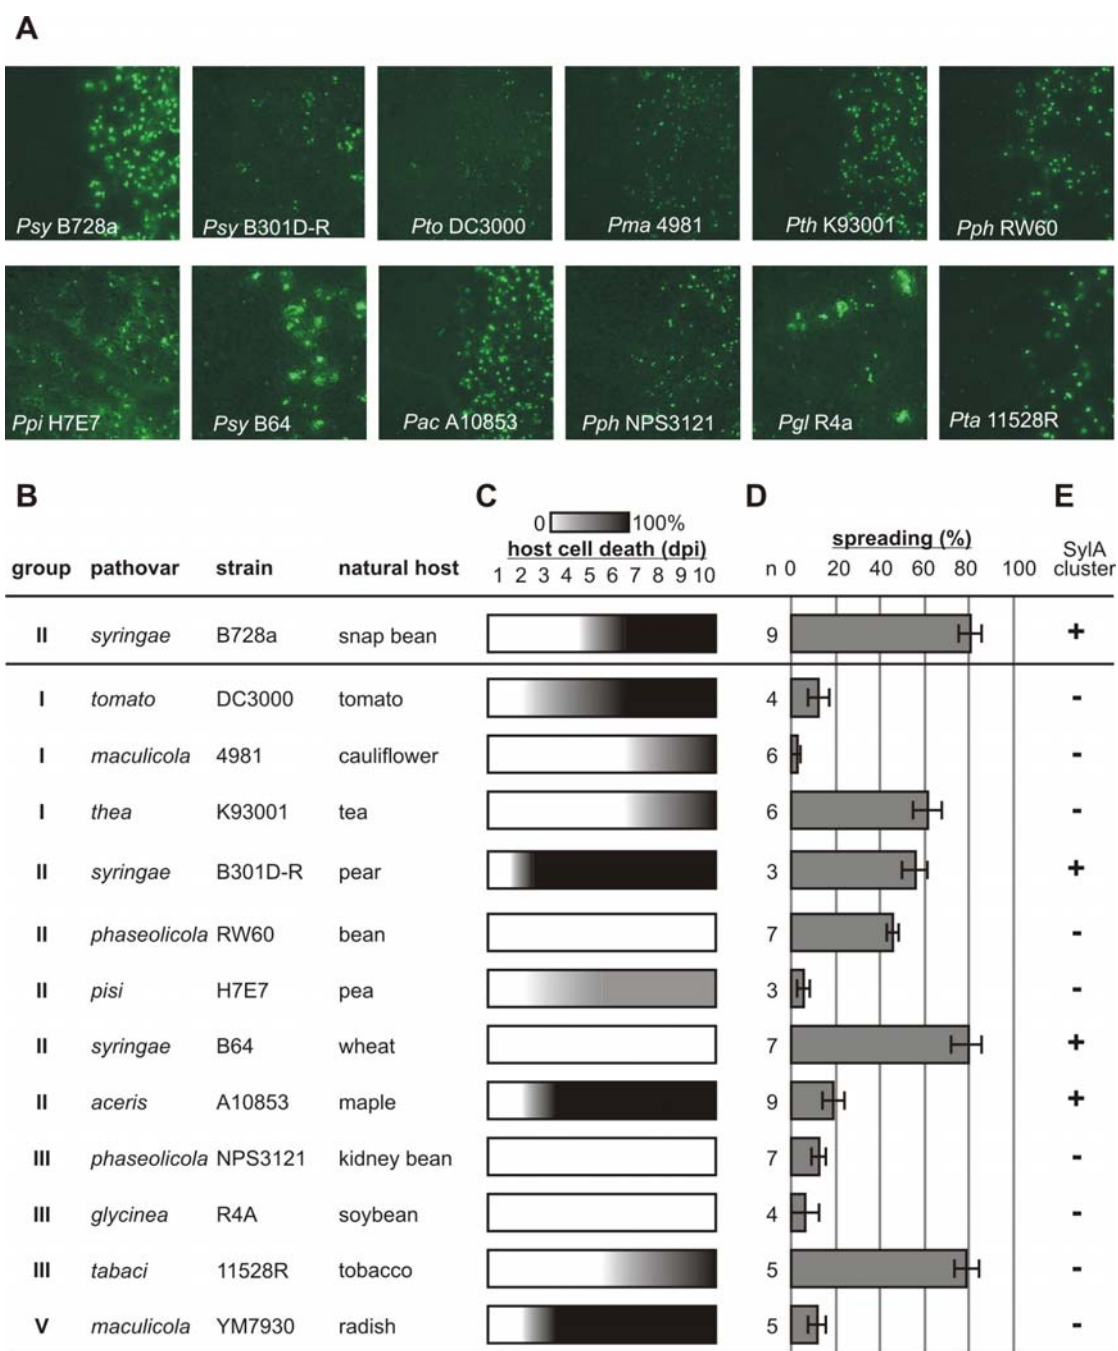 A
Psy B728a
Psy B301D-R
Pto DC3000
Pma 4981
Pth K93001
Pph RW60
Ppi H7E7
Psy B64
Pac A10853
Pph NPS3121
Pgl R4a
Pta 11528R
B
C
D
E
0 100%
host cell death (dpi)
spreading (%)
SylA
cluster
group pathovar strain natural host 1 2 3 4 5 6 7 8 9 10 n 0 20 40 60 80 100
II syringae B728a snap bean 9 +
I tomato DC3000 tomato 4 -
I maculicola 4981 cauliflower 6 -
I thea K93001 tea 6 -
II syringae B301D-R pear 3 +
II phaseolicola RW60 bean 7 -
II pisi H7E7 pea 3 -
II syringae B64 wheat 7 +
II aceris A10853 maple 9 +
III phaseolicola NPS3121 kidney bean 7 -
III glycinea R4A soybean 4 -
III tabaci 11528R tobacco 5 -
V maculicola YM7930 radish 5 -